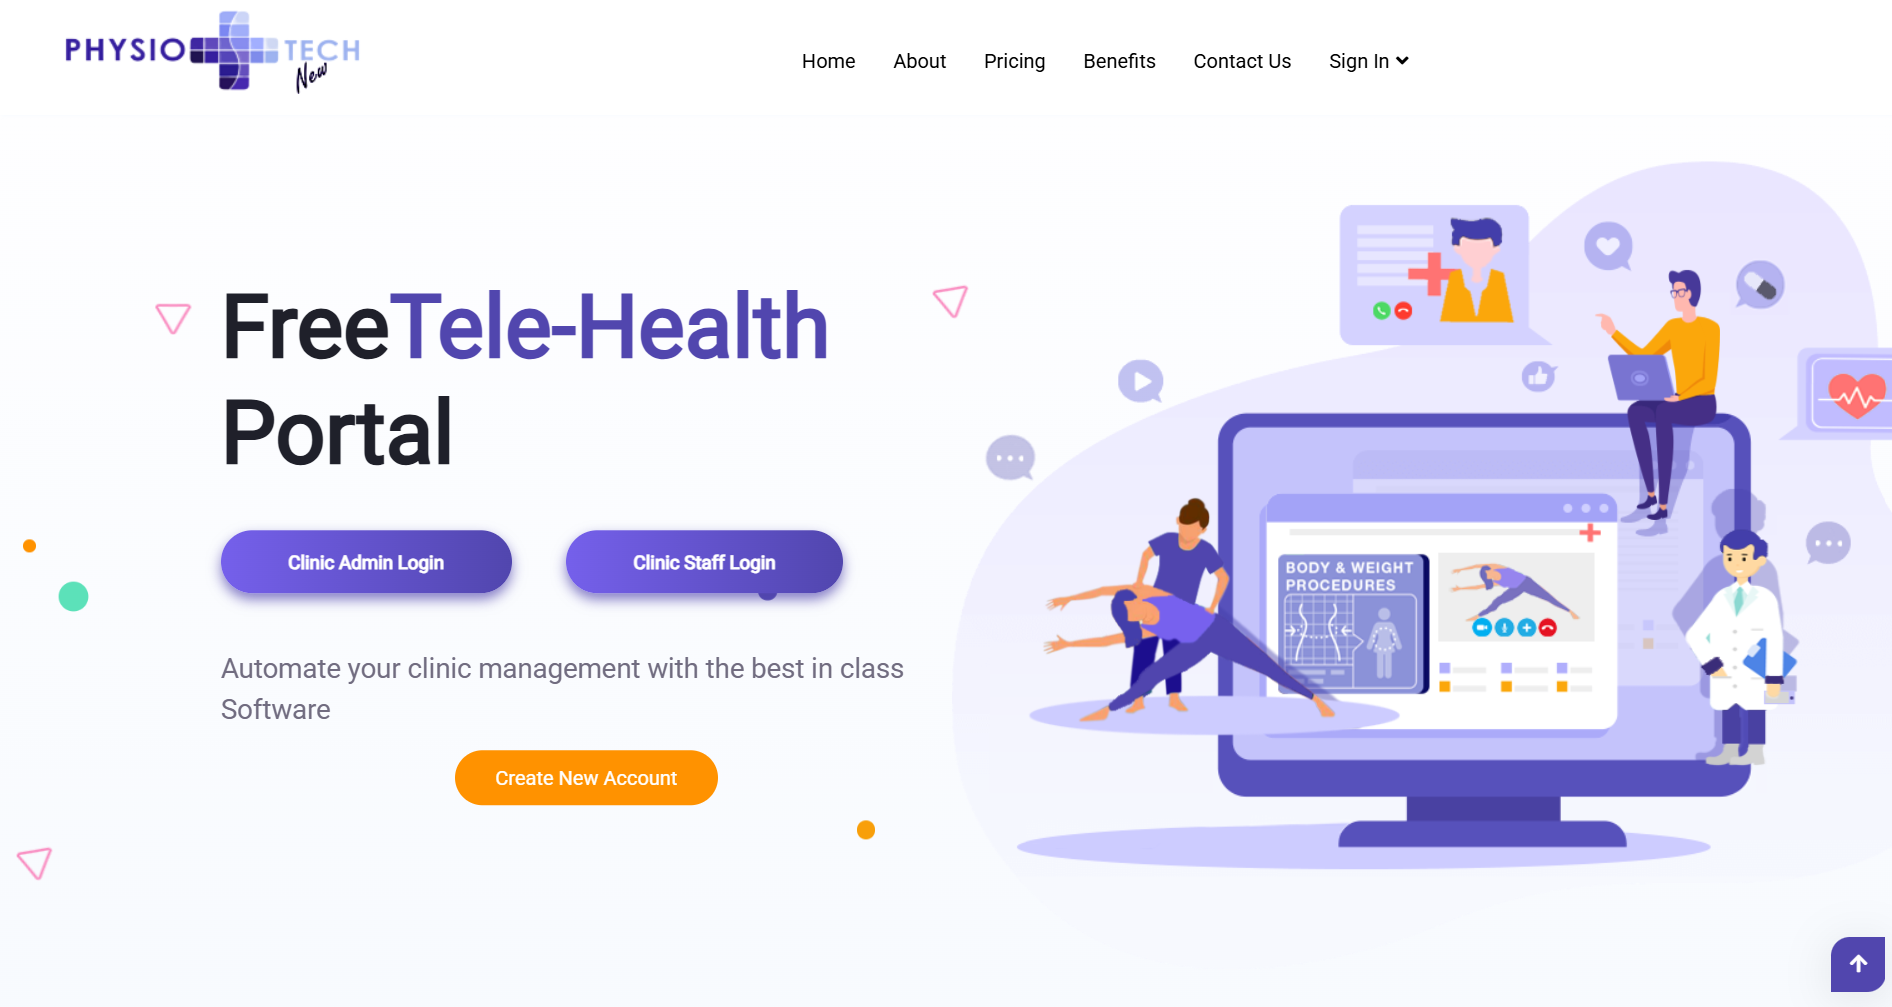 PHYSIO TECH
New
Home About Pricing Benefits Contact Us Sign In
FreeTele-Health
Portal
Clinic Admin Login Clinic Staff Login
Automate your clinic management with the best in class
Software
Create New Account
BODY & WEIGHT
PROCEDURES